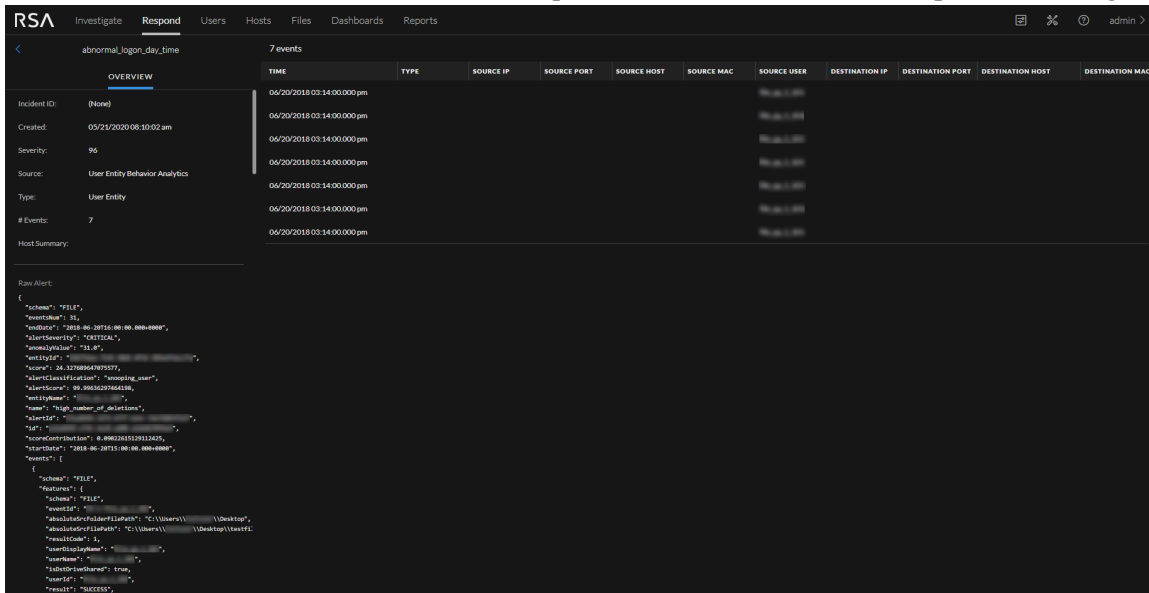 RSA Investigate Respond Users Hosts Files Dashboards Reports admin >
abnormal_logon_day_time
OVERVIEW
Incident ID: (None)
Created: 05/21/2020 08:10:02 am
Severity: 96
Source: User Entity Behavior Analytics
Type: User Entity
# Events: 7
Host Summary:
Raw Alert:
{
"schema": "FILE",
"eventsNum": 31,
"endDate": "2018-06-20T16:00:00.000+0000",
"alertSeverity": "CRITICAL",
"anomalyValue": "31.0",
"entityId": " ",
"score": 24.327689647075577,
"alertClassification": "snooping_user",
"alertScore": 99.99636297464198,
"entityName": " ",
"name": "high_number_of_deletions",
"alertId": " ",
"id": " ",
"scoreContribution": 0.09022615129112425,
"startDate": "2018-06-20T15:00:00.000+0000",
"events": [
{
"schema": "FILE",
"features": {
"schema": "FILE",
"eventId": " ",
"absoluteSrcFolderFilePath": "C:\\Users\\ \\Desktop",
"absoluteSrcFilePath": "C:\\Users\\ \\Desktop\\testfi
"resultCode": 1,
"userDisplayName": " ",
"userName": " ",
"isDstDriveShared": true,
"userId": " ",
"result": "SUCCESS",
7 events
TIME TYPE SOURCE IP SOURCE PORT SOURCE HOST SOURCE MAC SOURCE USER DESTINATION IP DESTINATION PORT DESTINATION HOST DESTINATION MAC
06/20/2018 03:14:00.000 pm
06/20/2018 03:14:00.000 pm
06/20/2018 03:14:00.000 pm
06/20/2018 03:14:00.000 pm
06/20/2018 03:14:00.000 pm
06/20/2018 03:14:00.000 pm
06/20/2018 03:14:00.000 pm